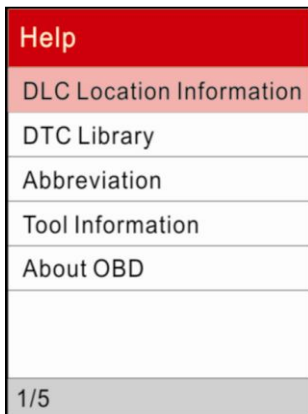 Help
DLC Location Information
DTC Library
Abbreviation
Tool Information
About OBD
1/5